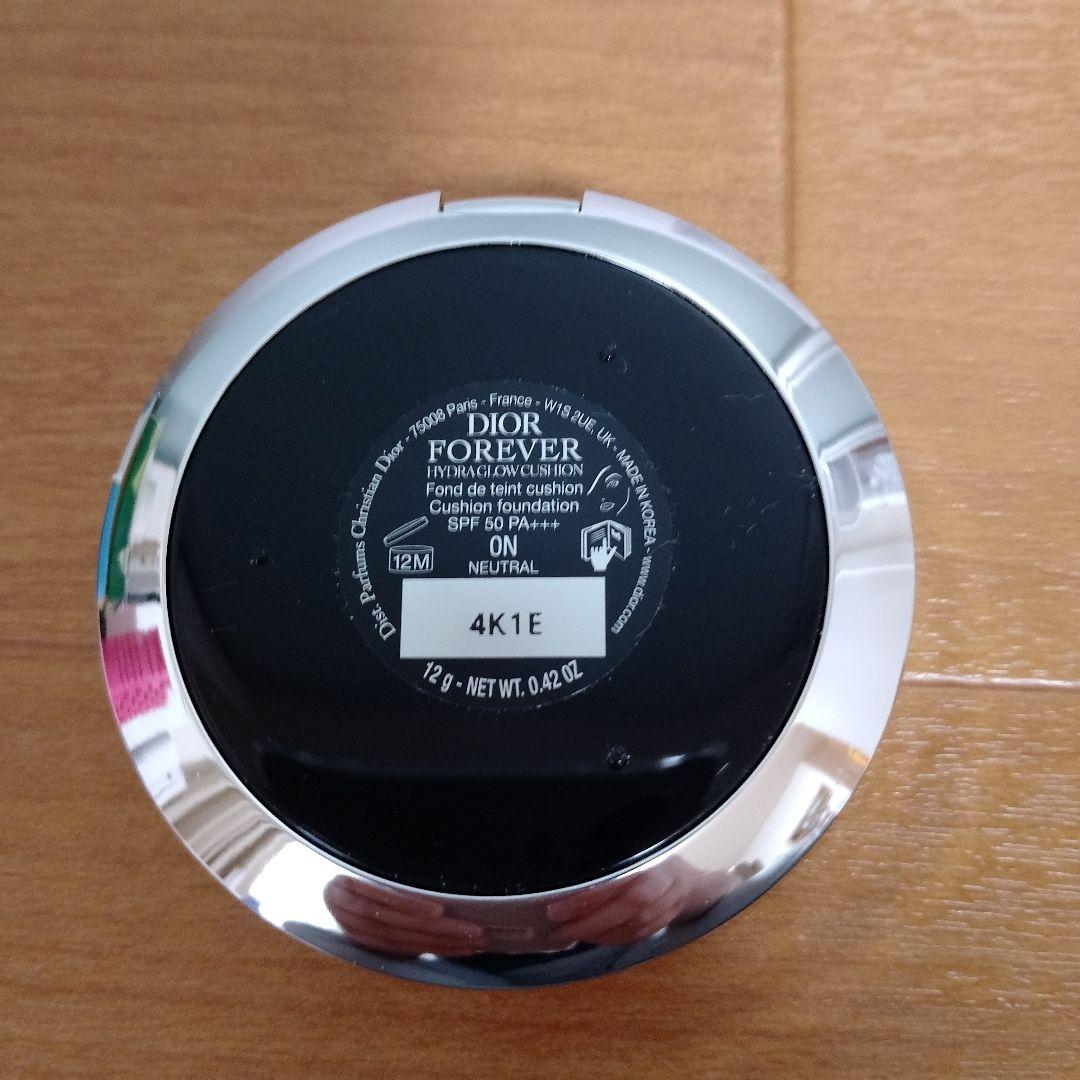 Dist. Parfums Christian Dior - 75008 Paris - France - W1S 2UE, UK - MADE IN KOREA - www.dior.com
DIOR
FOREVER
HYDRA GLOW CUSHION
Fond de teint cushion
Cushion foundation
SPF 50 PA+++
0N
12M
NEUTRAL
4K1E
12 g - NET WT. 0.42 OZ